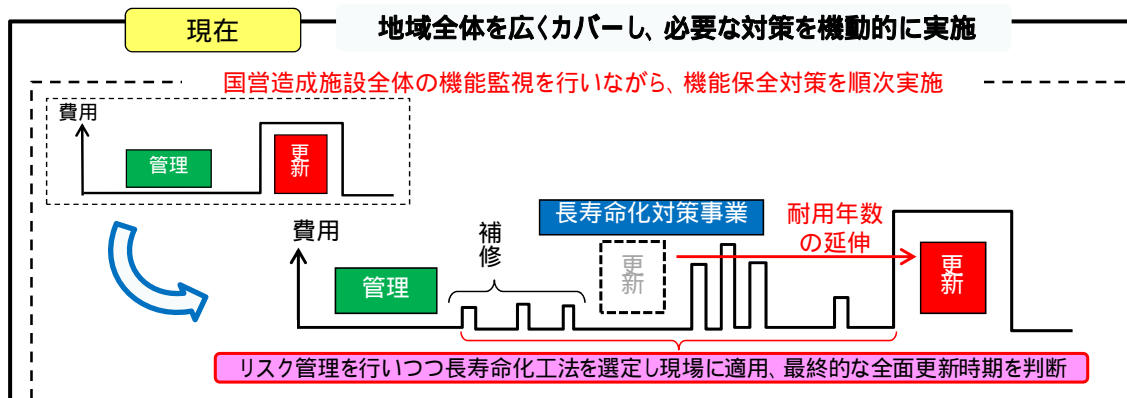 現在
地域全体を広くカバーし、必要な対策を機動的に実施
国営造成施設全体の機能監視を行いながら、機能保全対策を順次実施
費用
管理
更新
費用
管理
補修
長寿命化対策事業
更新
耐用年数
の延伸
更新
リスク管理を行いつつ長寿命化工法を選定し現場に適用、最終的な全面更新時期を判断